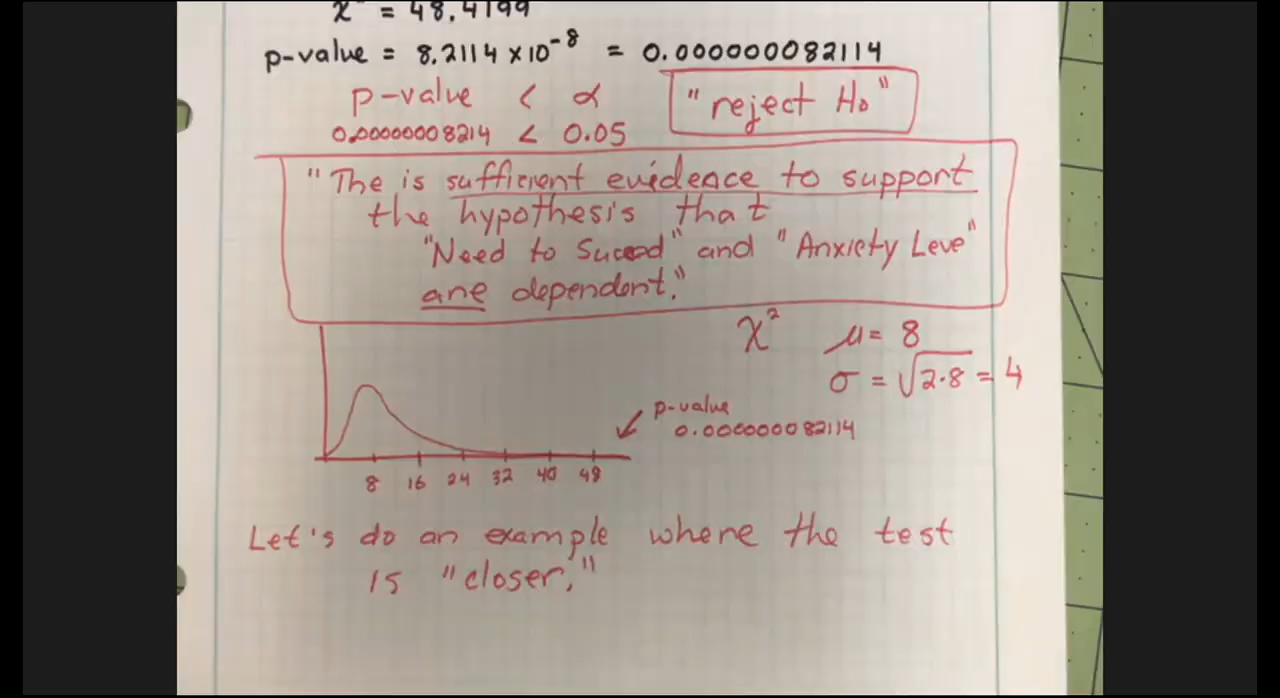 χ² = 48.4199
p-value = 8.2114 × 10⁻⁸ = 0.000000082114
p-value < α "reject H₀"
0.00000008214 < 0.05
"The is sufficient evidence to support
the hypothesis that
"Need to Succed" and "Anxiety Leve"
are dependent."
χ² μ = 8
σ = √2·8 = 4
p-value
0.000000082114
8 16 24 32 40 48
Let's do an example where the test
is "closer."